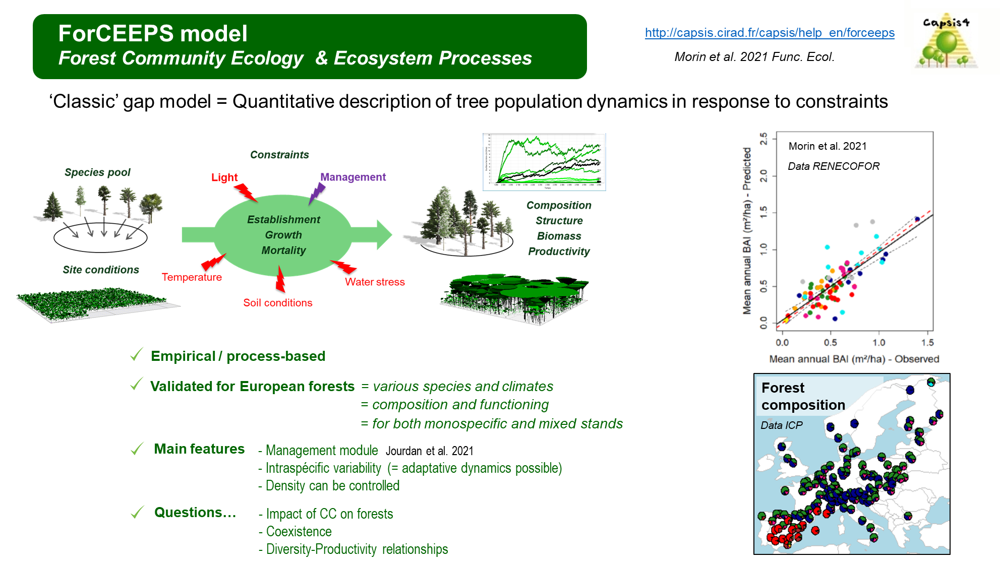 ForCEEPS model
Forest Community Ecology & Ecosystem Processes
http://capsis.cirad.fr/capsis/help_en/forceeps
Morin et al. 2021 Func. Ecol.
Capsis4
‘Classic’ gap model = Quantitative description of tree population dynamics in response to constraints
Species pool
Site conditions
Constraints
Light
Management
Establishment
Growth
Mortality
Temperature
Soil conditions
Water stress
Temps
Composition
Structure
Biomass
Productivity
Mean annual BAI (m²/ha) - Predicted
2.5
2.0
1.5
1.0
0.5
0.0
Morin et al. 2021
Data RENECOFOR
0.0 0.5 1.0 1.5
Mean annual BAI (m²/ha) - Observed
Empirical / process-based
Validated for European forests = various species and climates
= composition and functioning
= for both monospecific and mixed stands
Main features - Management module Jourdan et al. 2021
- Intraspécific variability (= adaptative dynamics possible)
- Density can be controlled
Questions… - Impact of CC on forests
- Coexistence
- Diversity-Productivity relationships
Forest
composition
Data ICP